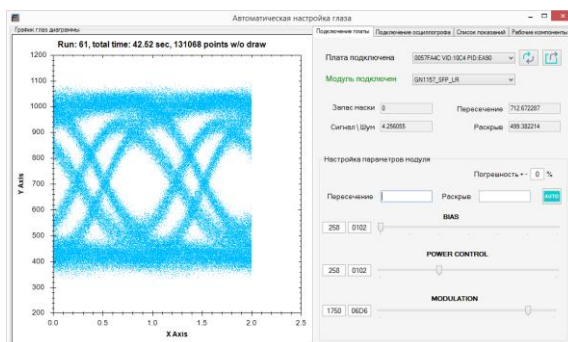 Автоматическая настройка глаза
График глаз диаграммы
Run: 61, total time: 42.52 sec, 131068 points w/o draw
1200
1100
1000
900
800
700
600
500
400
300
200
Y Axis
0.0 0.5 1.0 1.5 2.0 2.5
X Axis
Подключение платы Подключение осциллографа Список показаний Рабочие компоненты
Плата подключена 0057FA4C VID:10C4 PID:EA90
Модуль подключен GN1157_SFP_LR
Запас маски 0 Пересечение 712.672287
Сигнал \ Шум 4.256055 Раскрыв 499.382214
Настройка параметров модуля
Погрешность + - 0 %
Пересечение Раскрыв AUTO
BIAS
258 0102
POWER CONTROL
258 0102
MODULATION
1750 06D6